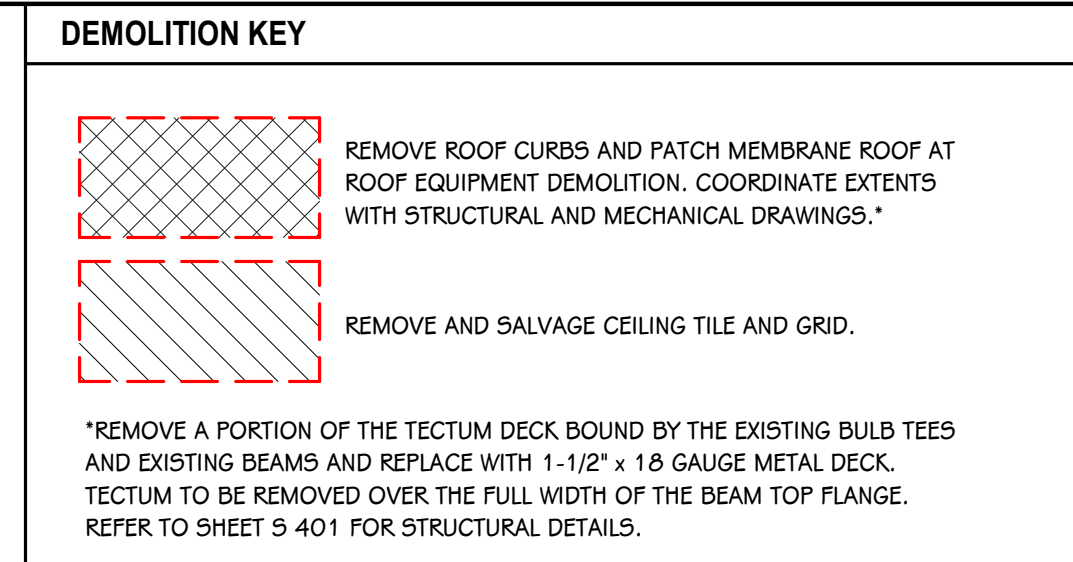 DEMOLITION KEY
REMOVE ROOF CURBS AND PATCH MEMBRANE ROOF AT
ROOF EQUIPMENT DEMOLITION. COORDINATE EXTENTS
WITH STRUCTURAL AND MECHANICAL DRAWINGS.*
REMOVE AND SALVAGE CEILING TILE AND GRID.
*REMOVE A PORTION OF THE TECTUM DECK BOUND BY THE EXISTING BULB TEES
AND EXISTING BEAMS AND REPLACE WITH 1-1/2" x 18 GAUGE METAL DECK.
TECTUM TO BE REMOVED OVER THE FULL WIDTH OF THE BEAM TOP FLANGE.
REFER TO SHEET S 401 FOR STRUCTURAL DETAILS.